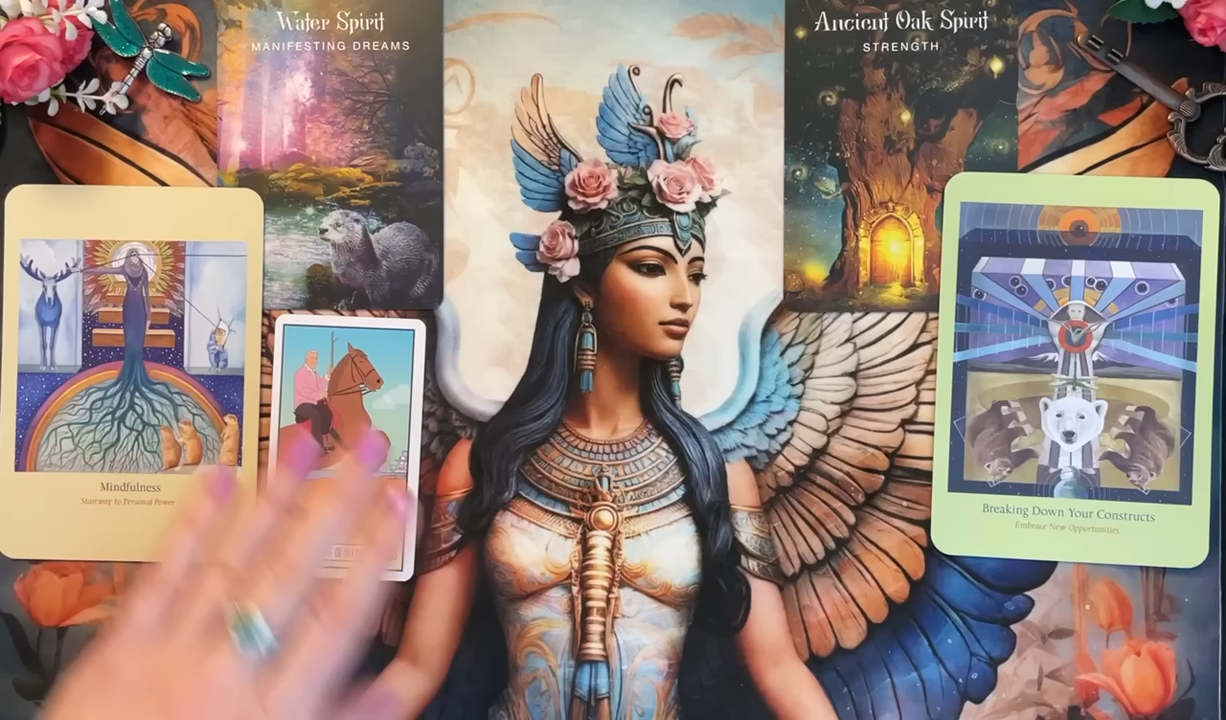 Water Spirit
MANIFESTING DREAMS
Ancient Oak Spirit
STRENGTH
Mindfulness
Stairway to Personal Power
OF
Breaking Down Your Constructs
Embrace New Opportunities